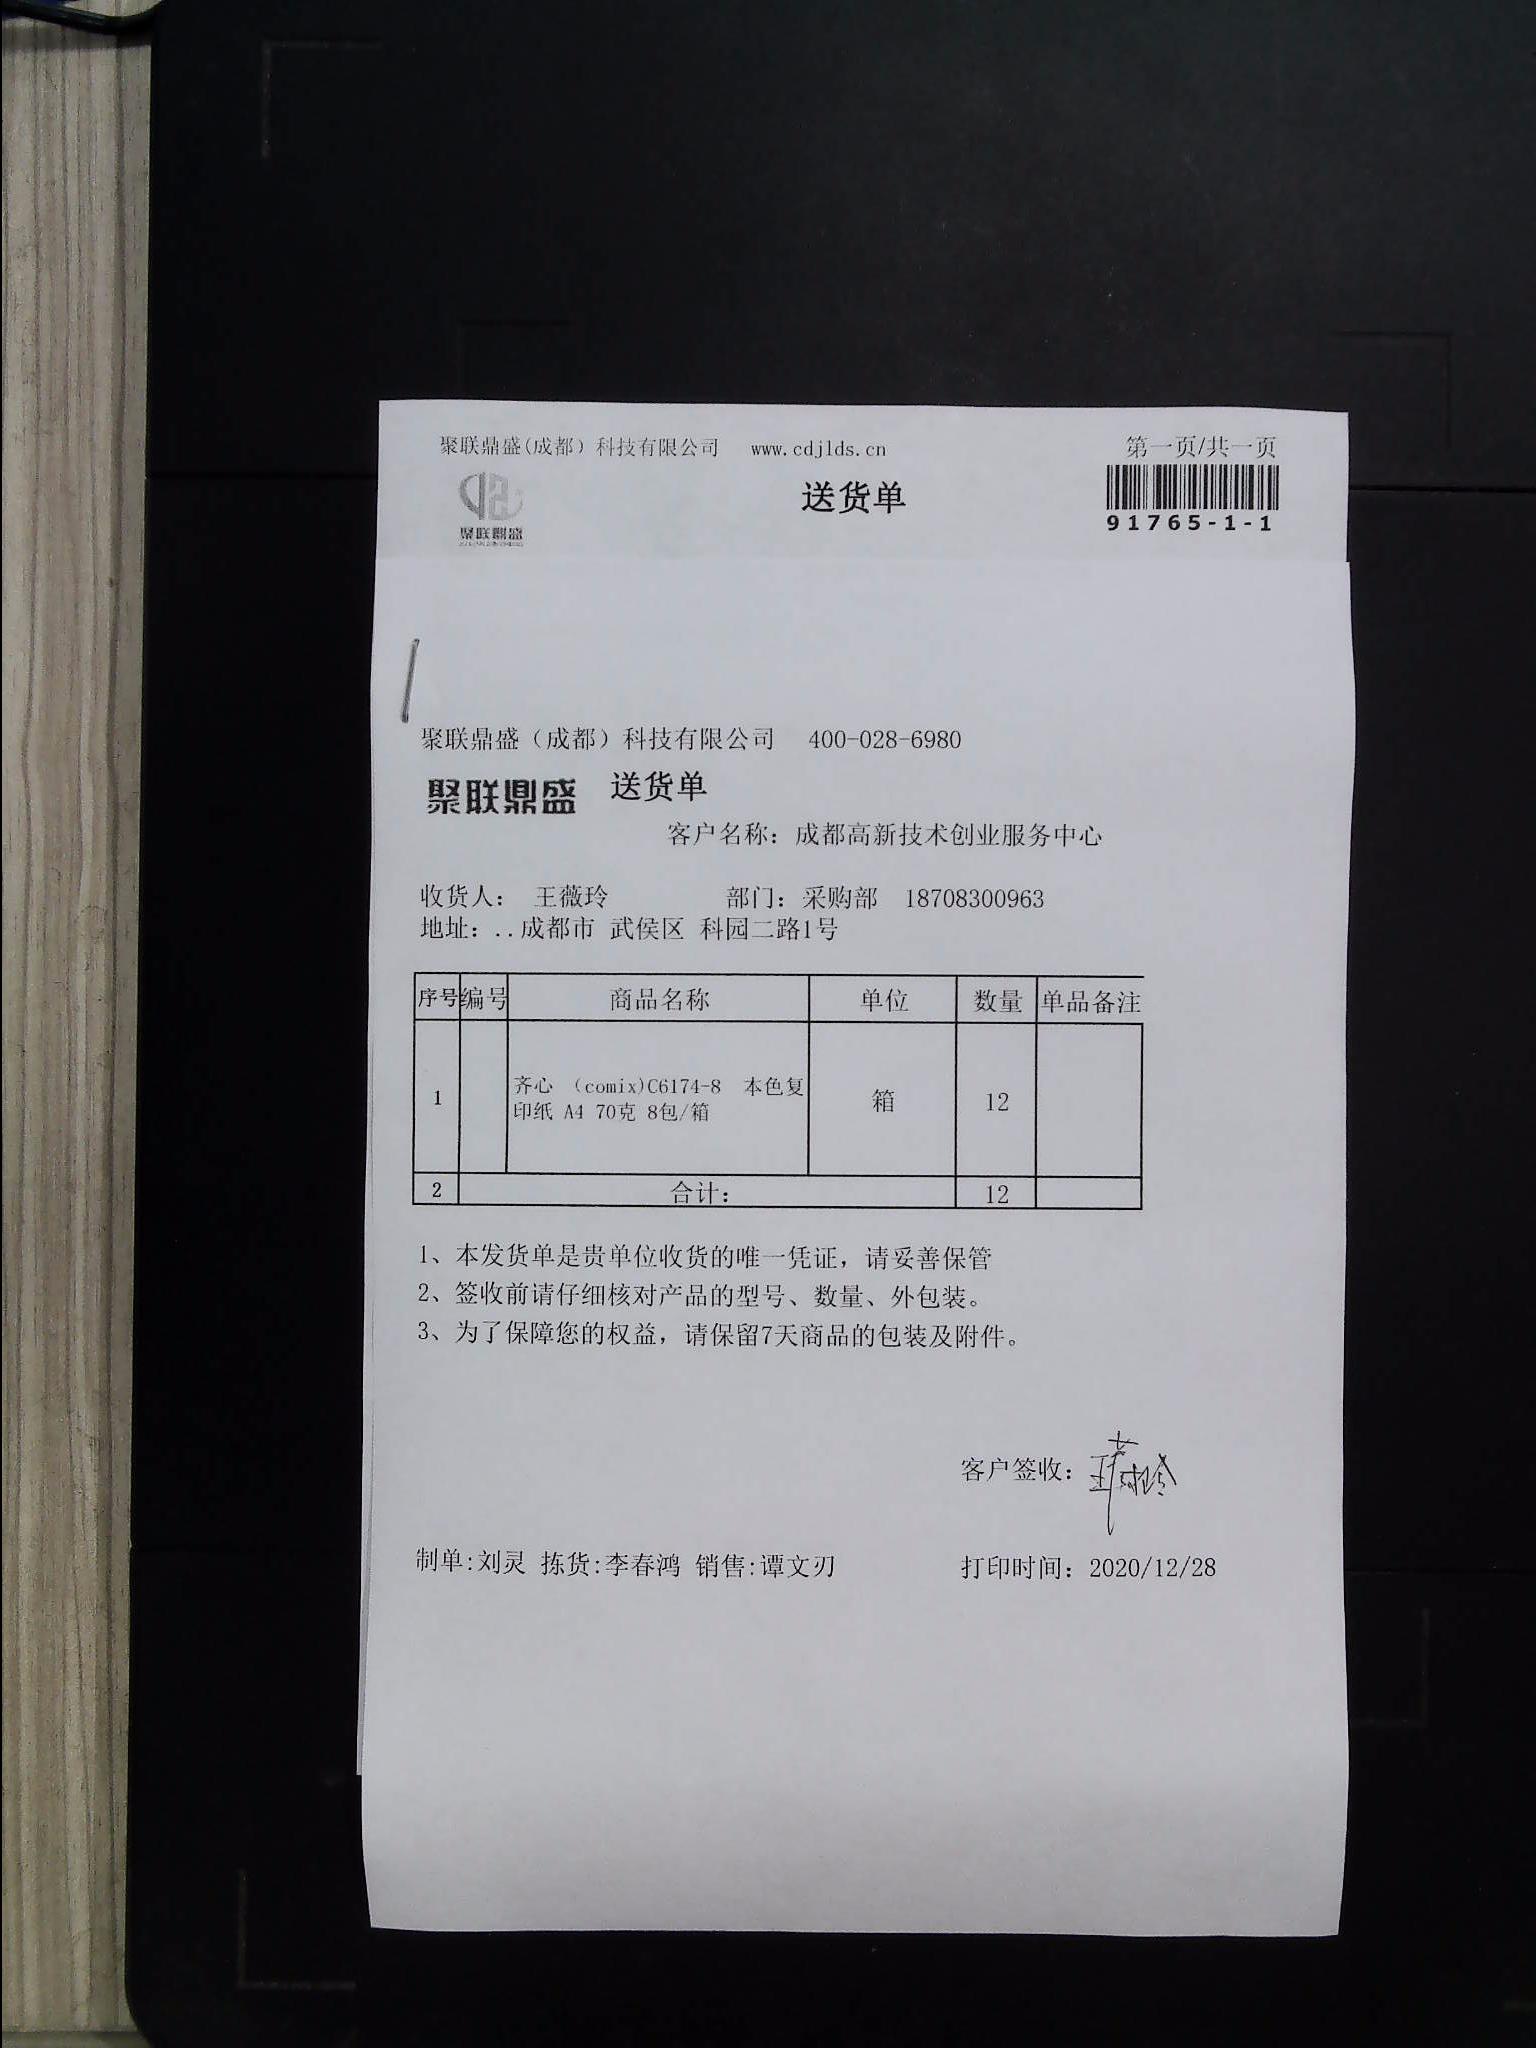 聚联鼎盛(成都）科技有限公司 www.cdjlds.cn 第一页/共一页
送货单
聚联鼎盛
91765-1-1
聚联鼎盛（成都）科技有限公司 400-028-6980
聚联鼎盛 送货单
客户名称：成都高新技术创业服务中心
收货人： 王薇玲 部门：采购部 18708300963
地址：..成都市 武侯区 科园二路1号
序号 编号 商品名称 单位 数量 单品备注
1 齐心 （comix)C6174-8 本色复 箱 12
印纸 A4 70克 8包/箱
2 合计： 12
1、本发货单是贵单位收货的唯一凭证，请妥善保管
2、签收前请仔细核对产品的型号、数量、外包装。
3、为了保障您的权益，请保留7天商品的包装及附件。
客户签收：
制单:刘灵 拣货:李春鸿 销售:谭文刃 打印时间：2020/12/28